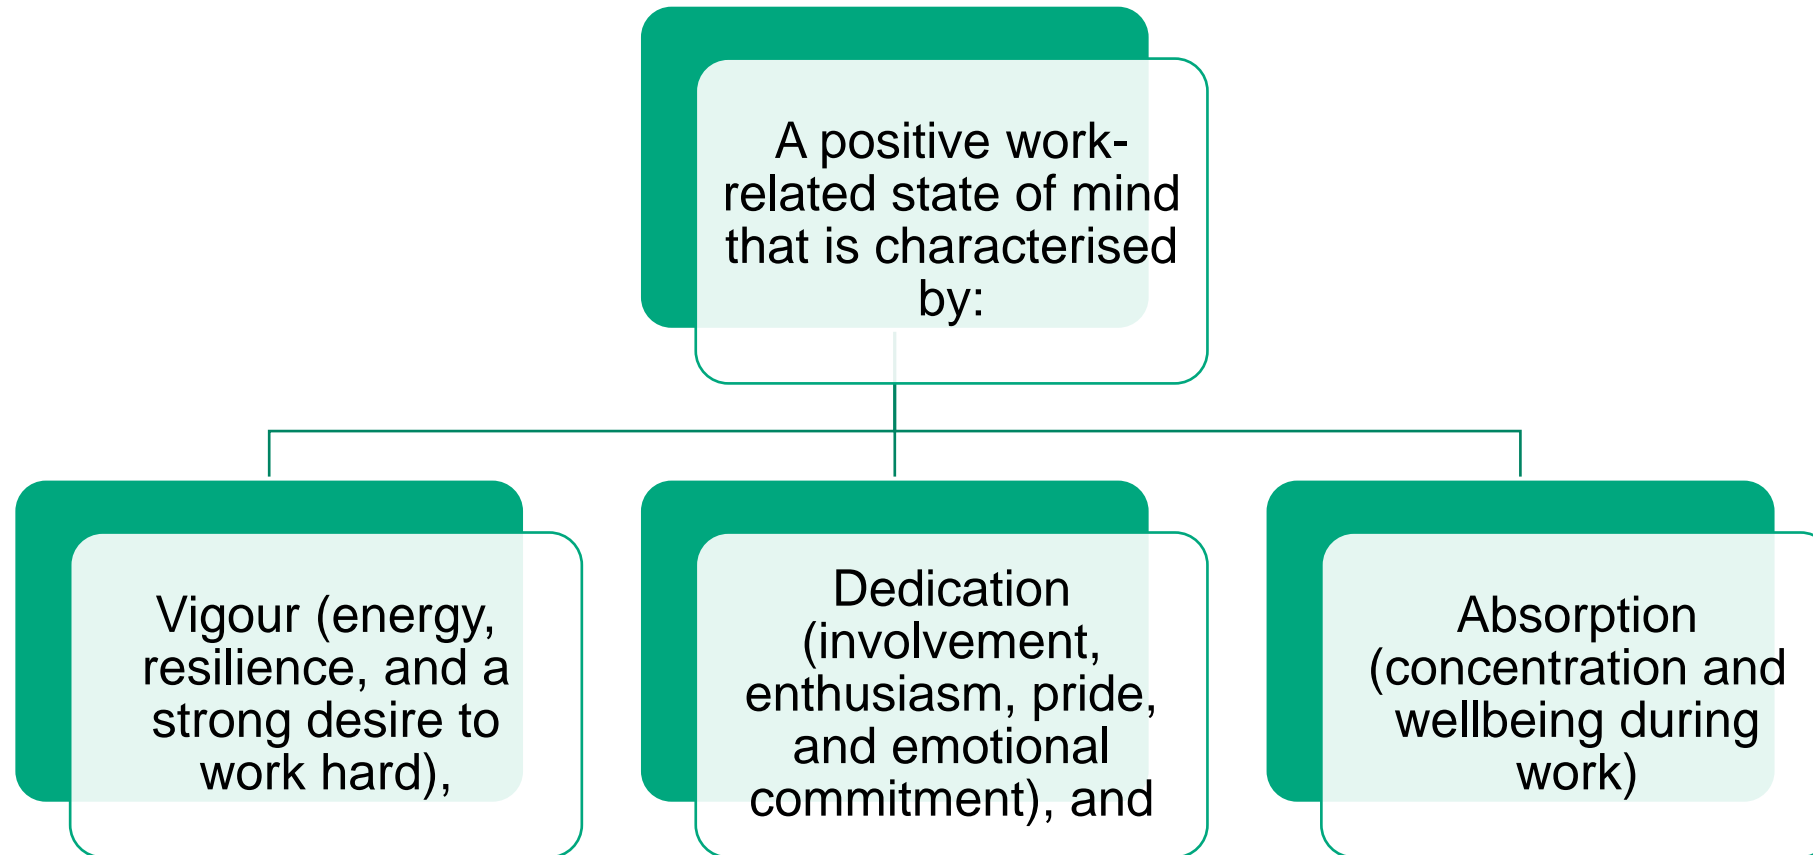 A positive work-
related state of mind
that is characterised
by:
Vigour (energy,
resilience, and a
strong desire to
work hard),
Dedication
(involvement,
enthusiasm, pride,
and emotional
commitment), and
Absorption
(concentration and
wellbeing during
work)